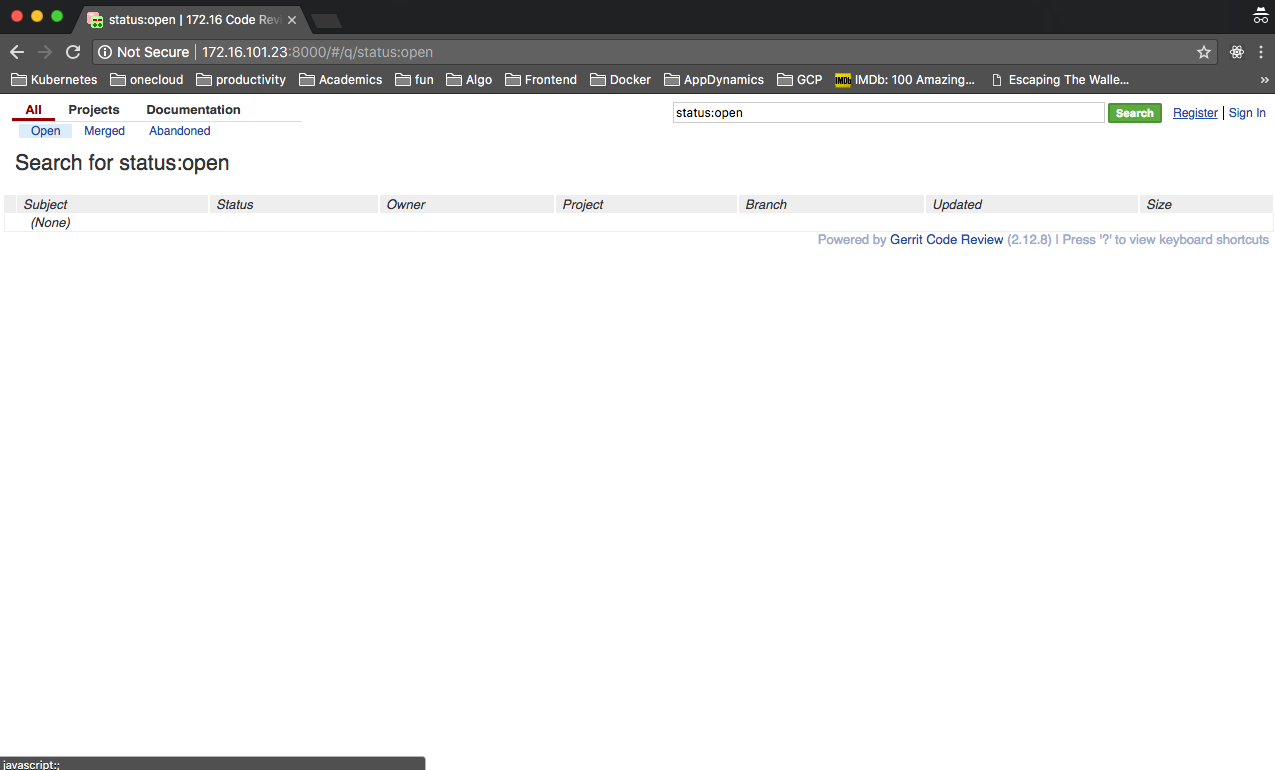 status:open | 172.16 Code Revi
Not Secure | 172.16.101.23:8000/#/q/status:open
Kubernetes onecloud productivity Academics fun Algo Frontend Docker AppDynamics GCP IMDb IMDb: 100 Amazing... Escaping The Walle... »
All Projects Documentation
status:open Search Register Sign In
Open Merged Abandoned
Search for status:open
Subject Status Owner Project Branch Updated Size
(None)
Powered by Gerrit Code Review (2.12.8) | Press '?' to view keyboard shortcuts
javascript:;